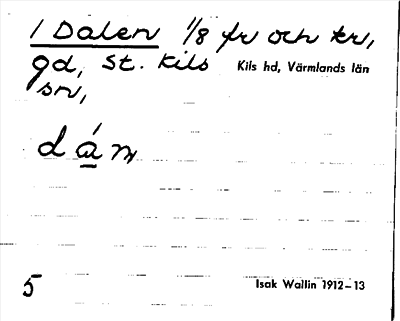 1 Dalen 1/8 fr och kr,
gd, St. Kils Kils hd, Värmlands län
sn,
dán
5 Isak Wallin 1912-13